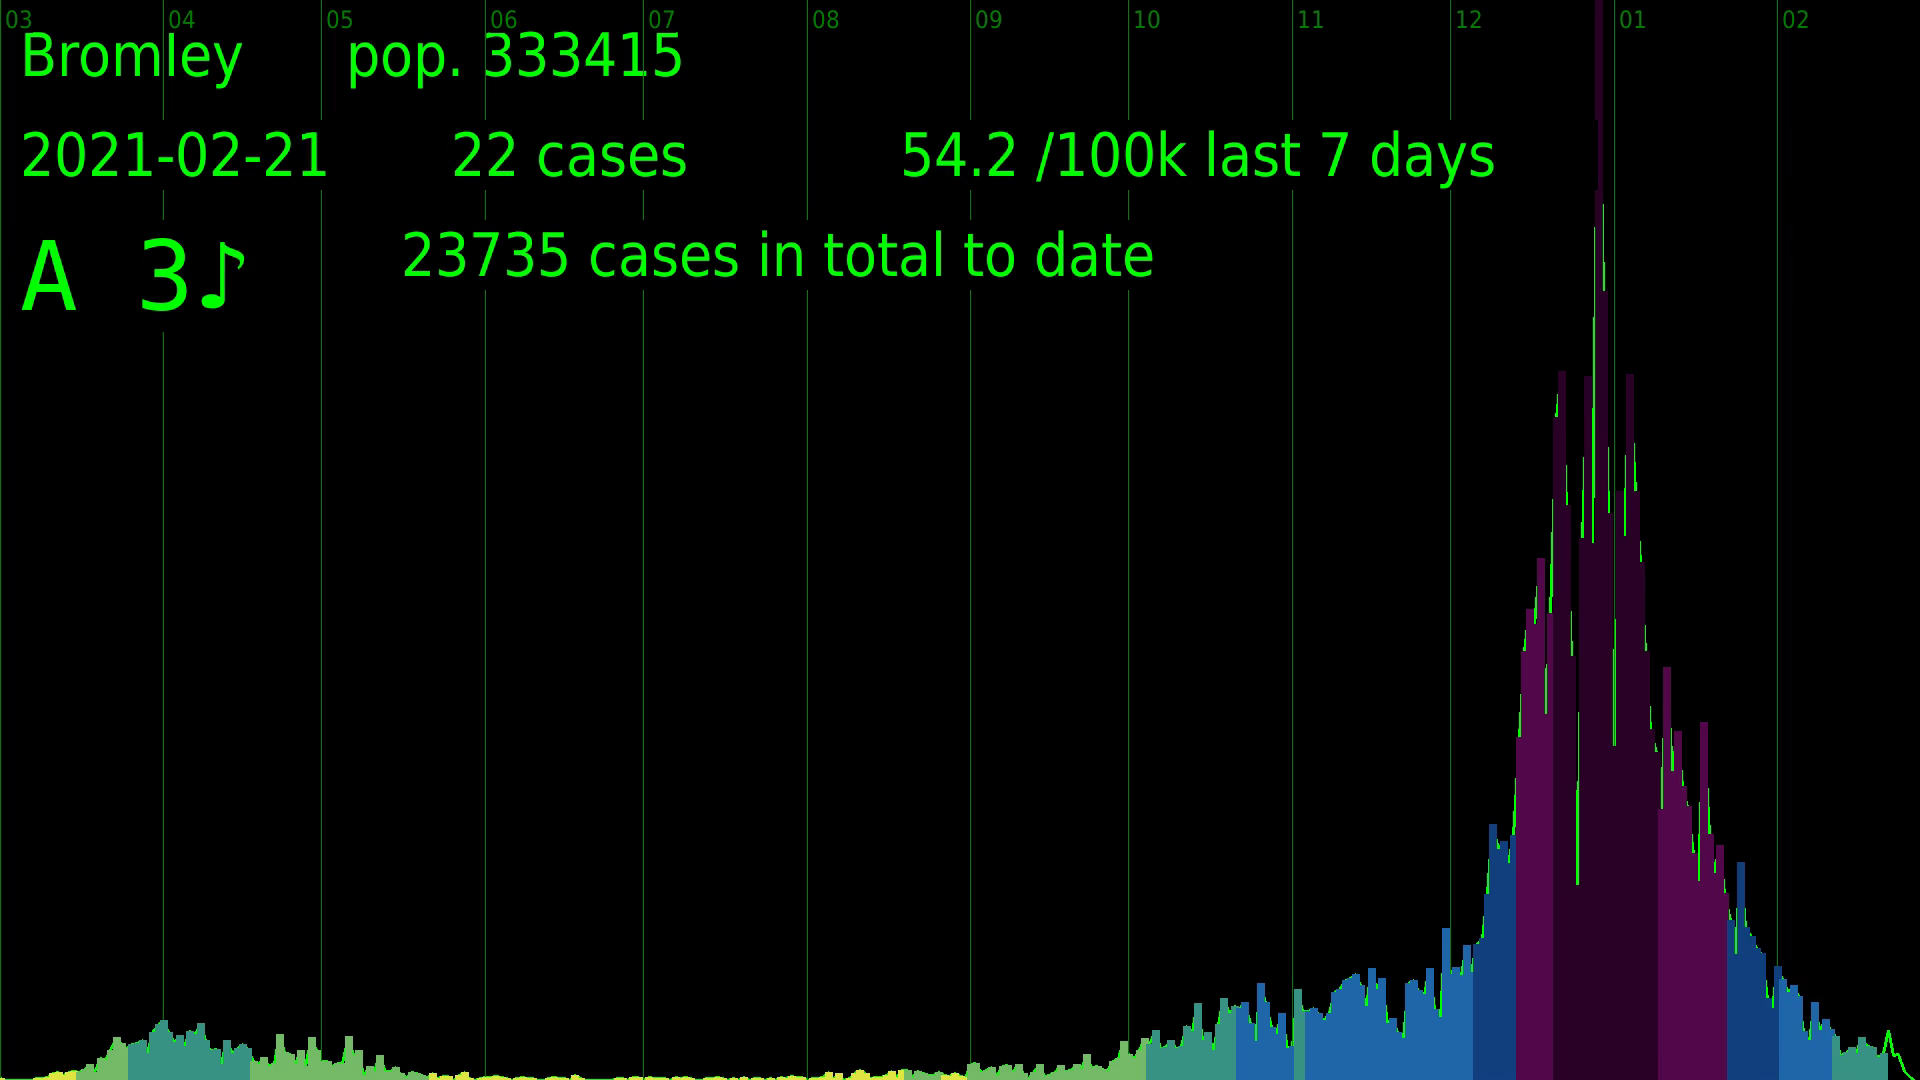 03 04 05 06 07 08 09 10 11 12 01 02
Bromley pop. 333415
2021-02-21 22 cases 54.2 /100k last 7 days
A 3♪ 23735 cases in total to date